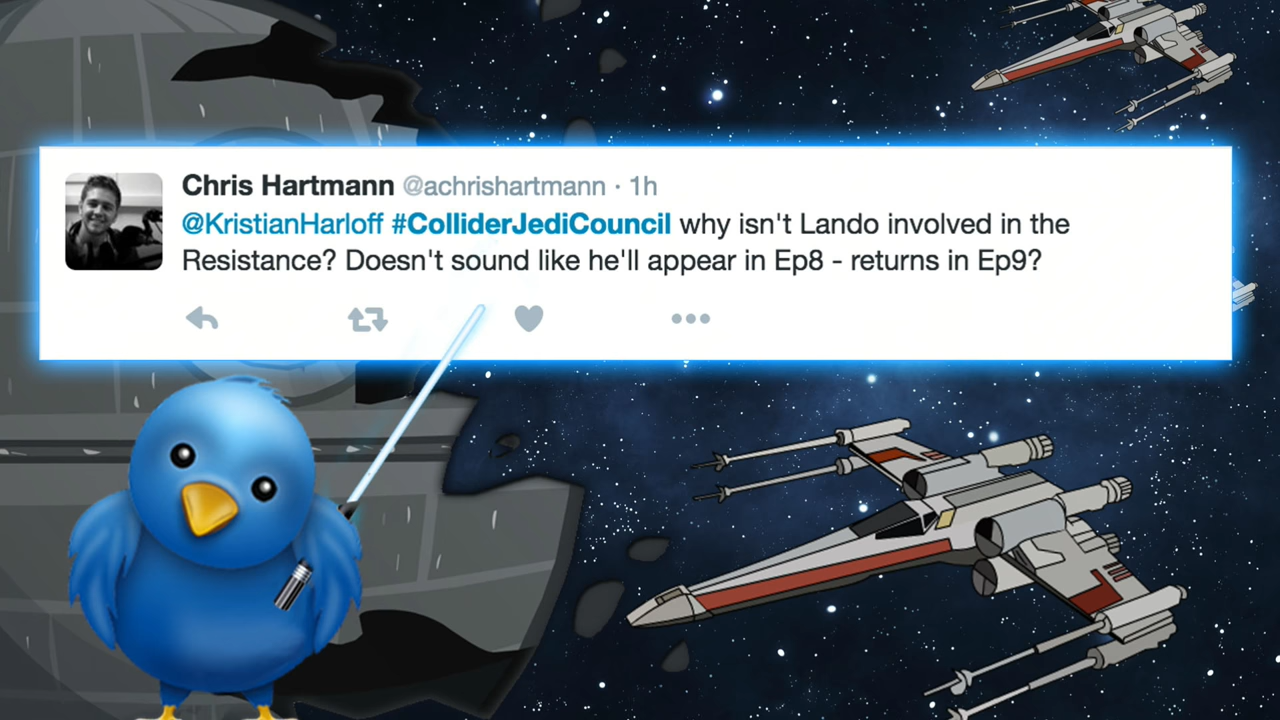 Chris Hartmann @achrishartmann · 1h
@KristianHarloff #ColliderJediCouncil why isn't Lando involved in the
Resistance? Doesn't sound like he'll appear in Ep8 - returns in Ep9?